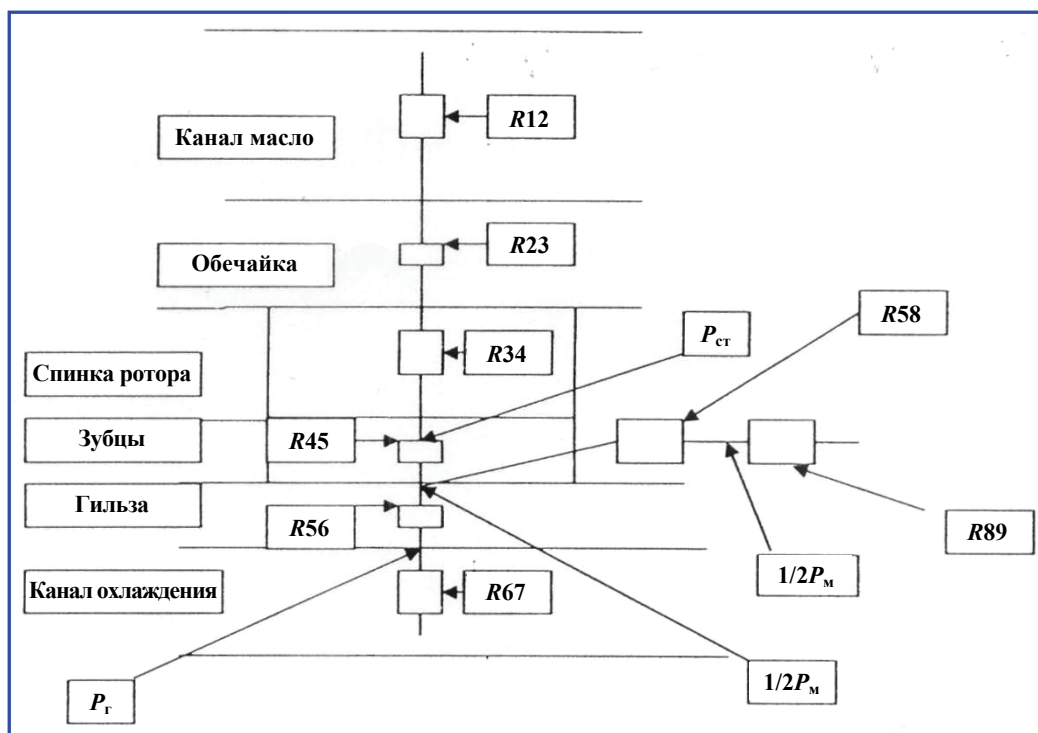 R12
Канал масло
R23
Обечайка
R58
Pст
R34
Спинка ротора
Зубцы
R45
Гильза
R56
R89
1/2Pм
Канал охлаждения
R67
1/2Pм
Pг